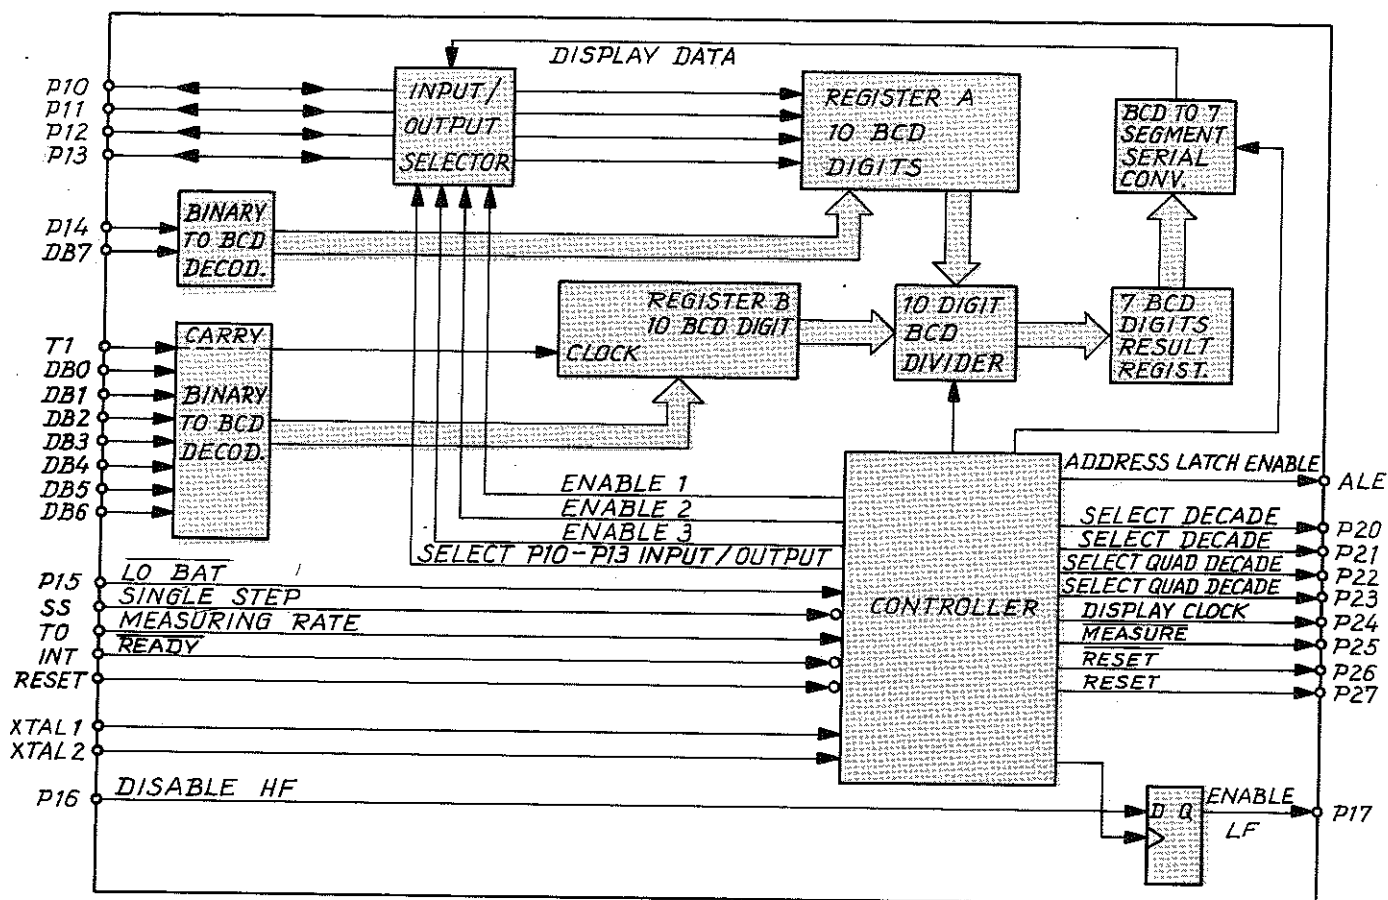 DISPLAY DATA
P10
P11
P12
P13
INPUT/
OUTPUT
SELECTOR
REGISTER A
10 BCD
DIGITS
BCD TO 7
SEGMENT
SERIAL
CONV.
P14
DB7
BINARY
TO BCD
DECOD.
REGISTER B
10 BCD DIGIT
CLOCK
10 DIGIT
BCD
DIVIDER
7 BCD
DIGITS
RESULT
REGIST.
T1
DB0
DB1
DB2
DB3
DB4
DB5
DB6
CARRY
BINARY
TO BCD
DECOD.
ENABLE 1
ENABLE 2
ENABLE 3
SELECT P10-P13 INPUT/OUTPUT
P15
LO BAT
SS
SINGLE STEP
TO
MEASURING RATE
INT
READY
RESET
XTAL1
XTAL2
P16
DISABLE HF
CONTROLLER
ADDRESS LATCH ENABLE
ALE
SELECT DECADE
P20
SELECT DECADE
P21
SELECT QUAD DECADE
P22
SELECT QUAD DECADE
P23
DISPLAY CLOCK
P24
MEASURE
P25
RESET
P26
RESET
P27
D Q
ENABLE
LF
P17